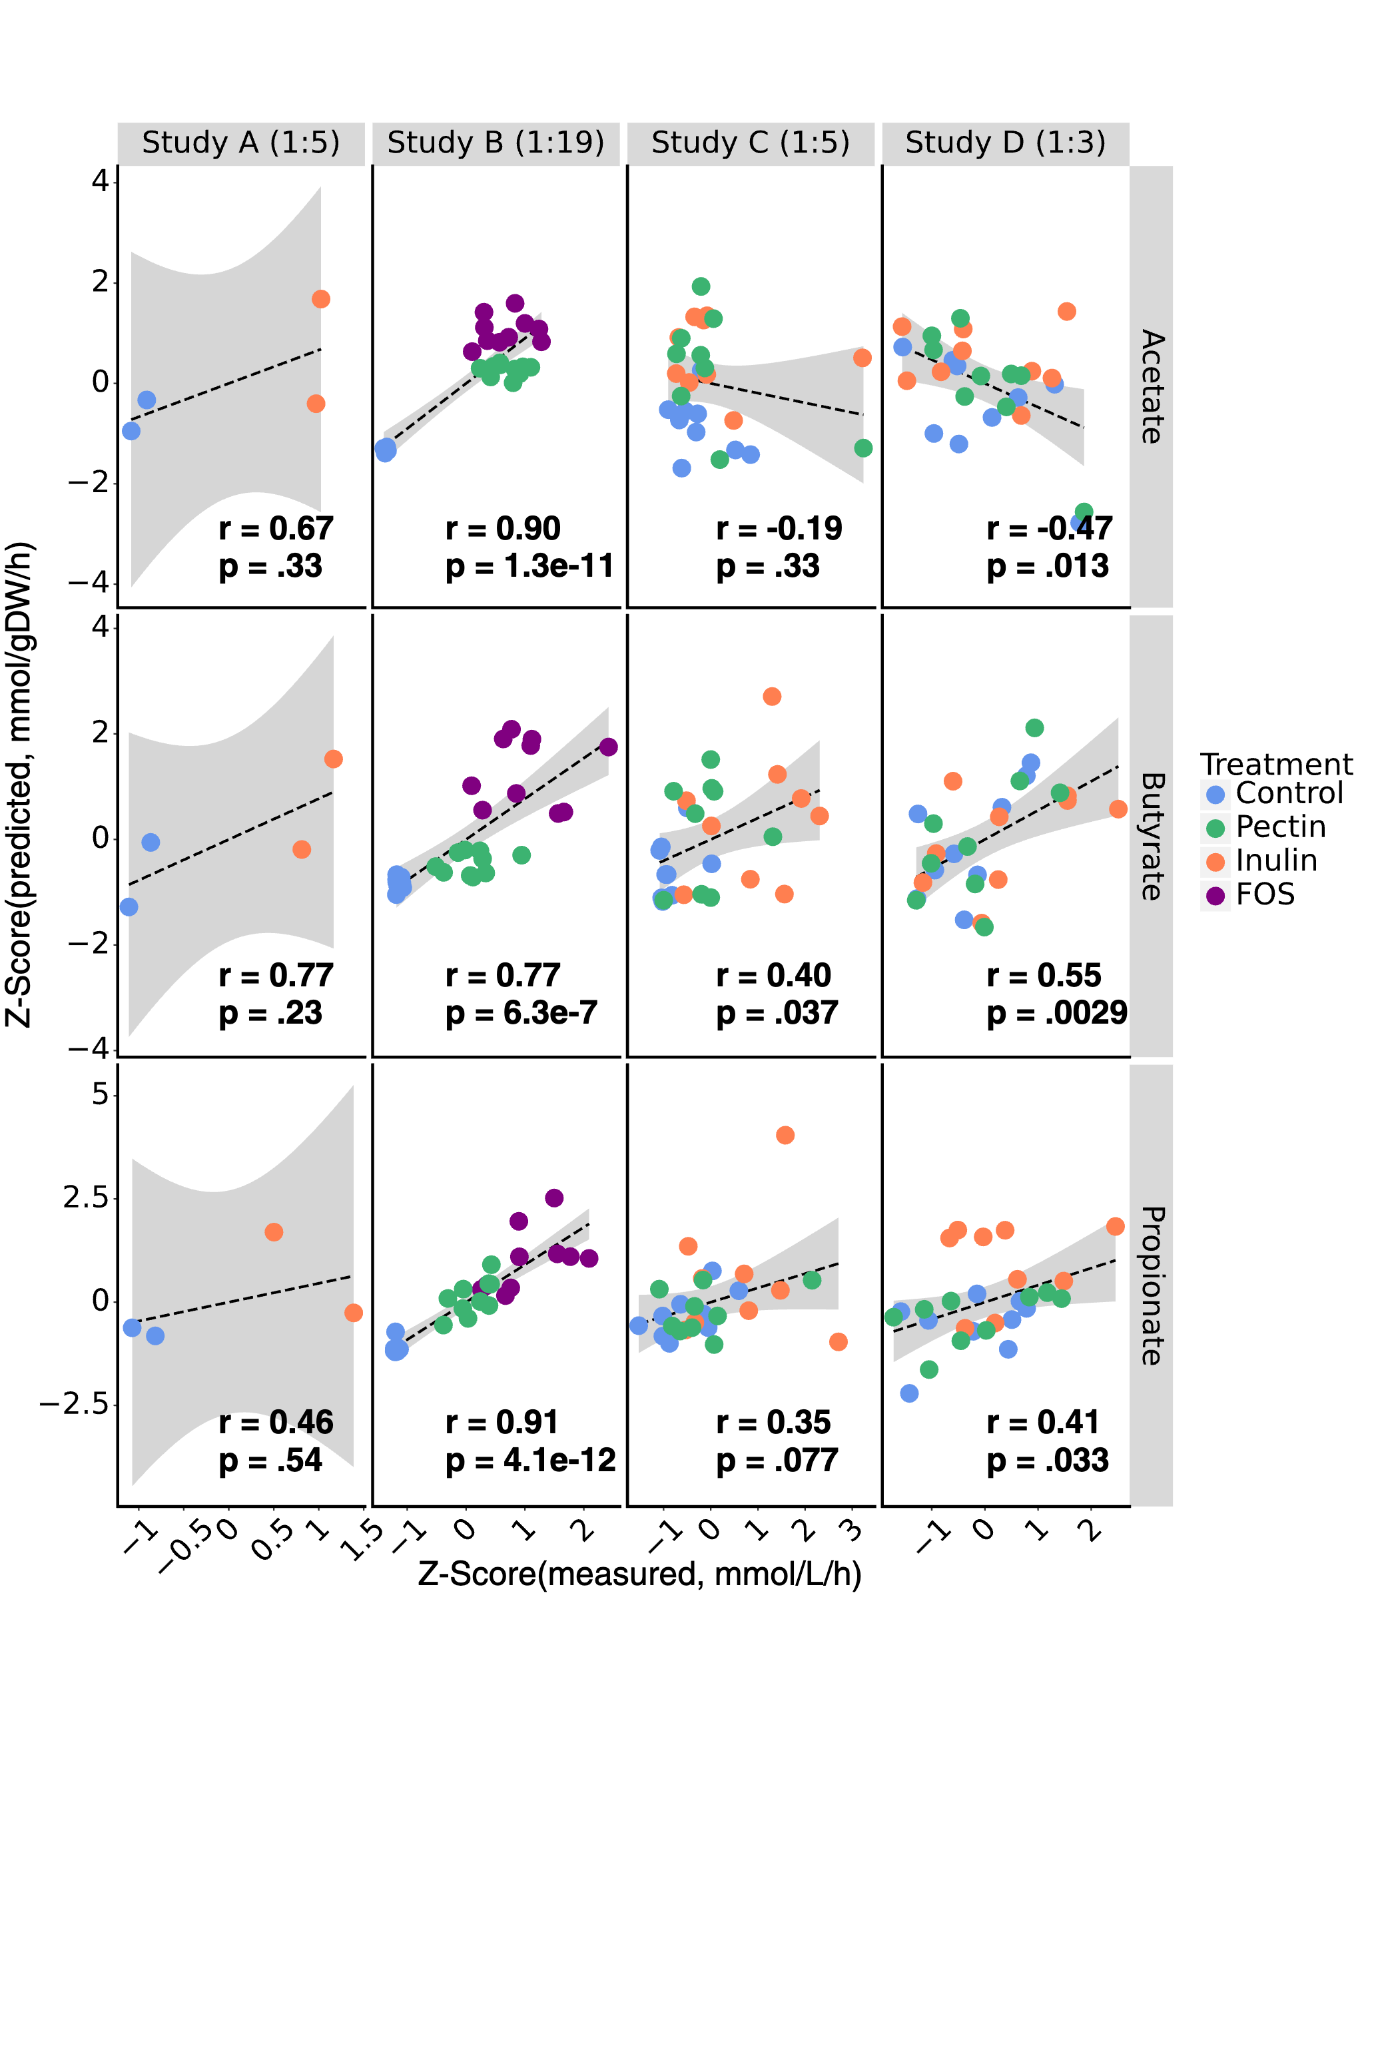 Study A (1:5)
Study B (1:19)
Study C (1:5)
Study D (1:3)
4
2
0
−2
−4
r = 0.67
p = .33
r = 0.90
p = 1.3e-11
r = -0.19
p = .33
r = -0.47
p = .013
Acetate
4
2
0
−2
−4
r = 0.77
p = .23
r = 0.77
p = 6.3e-7
r = 0.40
p = .037
r = 0.55
p = .0029
Butyrate
5
2.5
0
−2.5
r = 0.46
p = .54
r = 0.91
p = 4.1e-12
r = 0.35
p = .077
r = 0.41
p = .033
Propionate
−1 −0.5 0 0.5 1 1.5
−1 0 1 2
−1 0 1 2 3
−1 0 1 2
Z-Score(measured, mmol/L/h)
Z-Score(predicted, mmol/gDW/h)
Treatment
Control
Pectin
Inulin
FOS